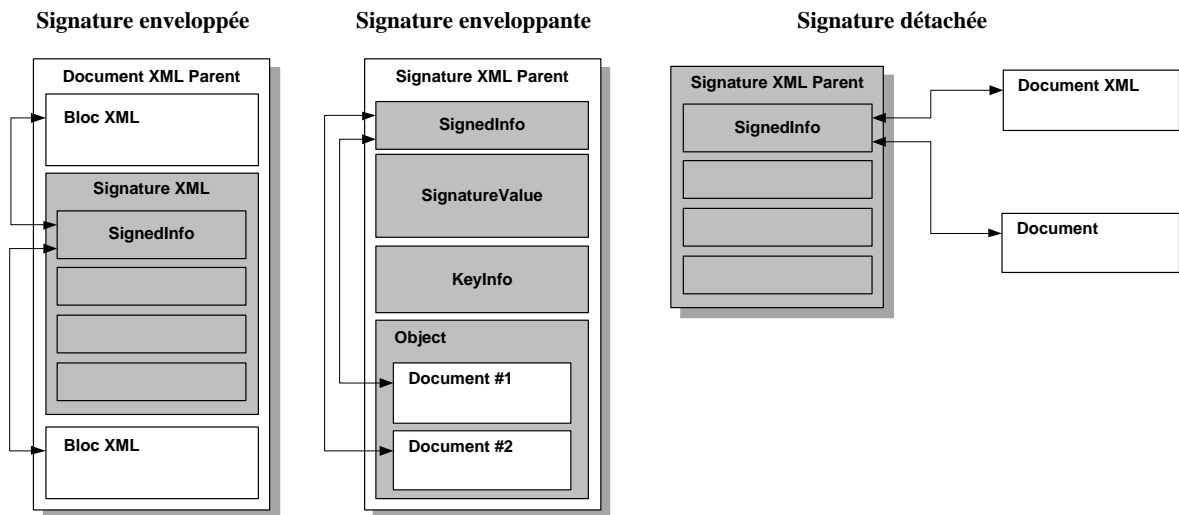 Signature enveloppée
Document XML Parent
Bloc XML
Signature XML
SignedInfo
Bloc XML
Signature enveloppante
Signature XML Parent
SignedInfo
SignatureValue
KeyInfo
Object
Document #1
Document #2
Signature détachée
Signature XML Parent
SignedInfo
Document XML
Document